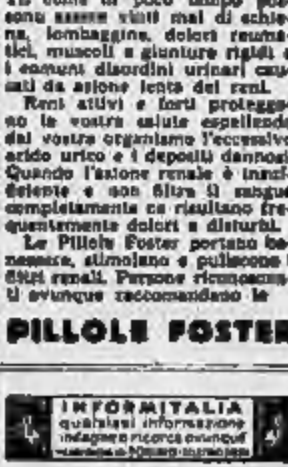 sono essere vinti mal di schie-
na, lombaggine, dolori reuma-
tici, muscoli e giunture rigidi e
i comuni disordini urinari cau-
sati da azione lenta dei reni.
Reni attivi e forti protegge-
no la vostra salute espellendo
dal vostro organismo l'eccessivo
acido urico e i depositi dannosi
Quando l'azione renale è insuf-
ficiente e non filtra il sangue
completamente ne risultano fre-
quentemente dolori e disturbi.
Le Pillole Foster portano be-
nessere, stimolano e puliscono i
filtri renali. Persone riconoscen-
ti ovunque raccomandano le
PILLOLE FOSTER
INFORMITALIA
qualsiasi informazione
indagini ricerca ovunque